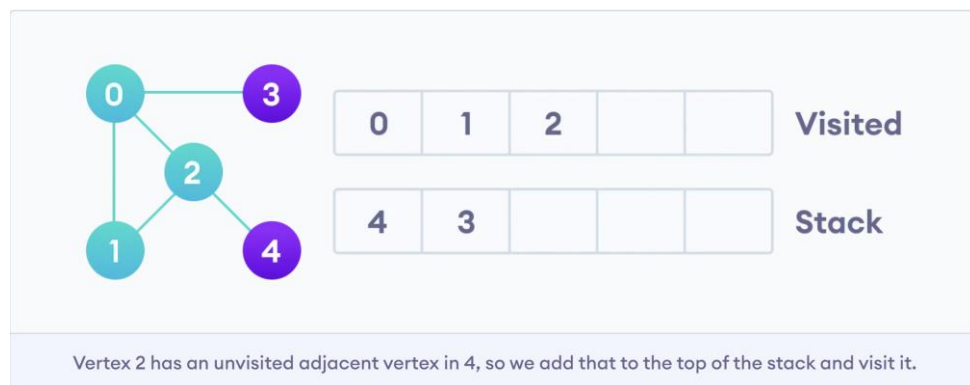 0 3
0 1 2 Visited
2
4 3 Stack
1 4
Vertex 2 has an unvisited adjacent vertex in 4, so we add that to the top of the stack and visit it.